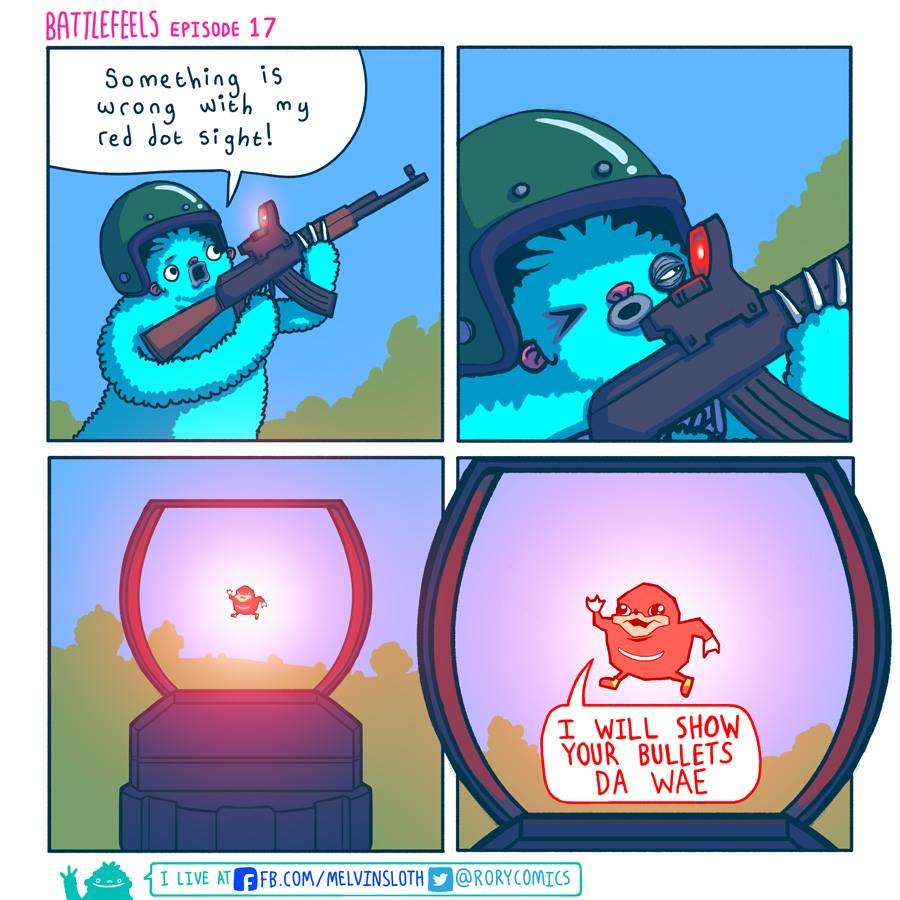 BATTLEFEELS EPISODE 17
Something is
wrong with my
red dot sight!
I WILL SHOW
YOUR BULLETS
DA WAE
I LIVE AT f FB.COM/MELVINSLOTH @RORYCOMICS